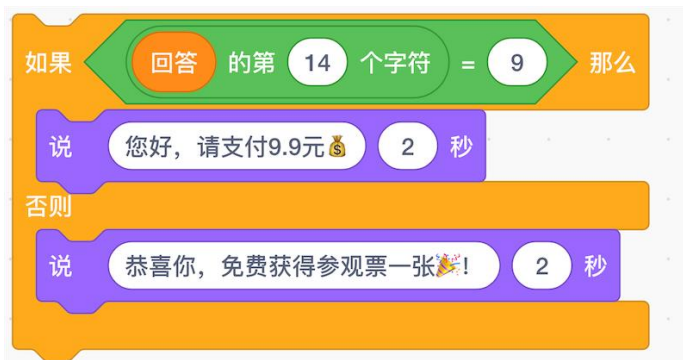 如果 回答 的第 14 个字符 = 9 那么
说 您好，请支付9.9元💰 2 秒
否则
说 恭喜你，免费获得参观票一张🎉! 2 秒